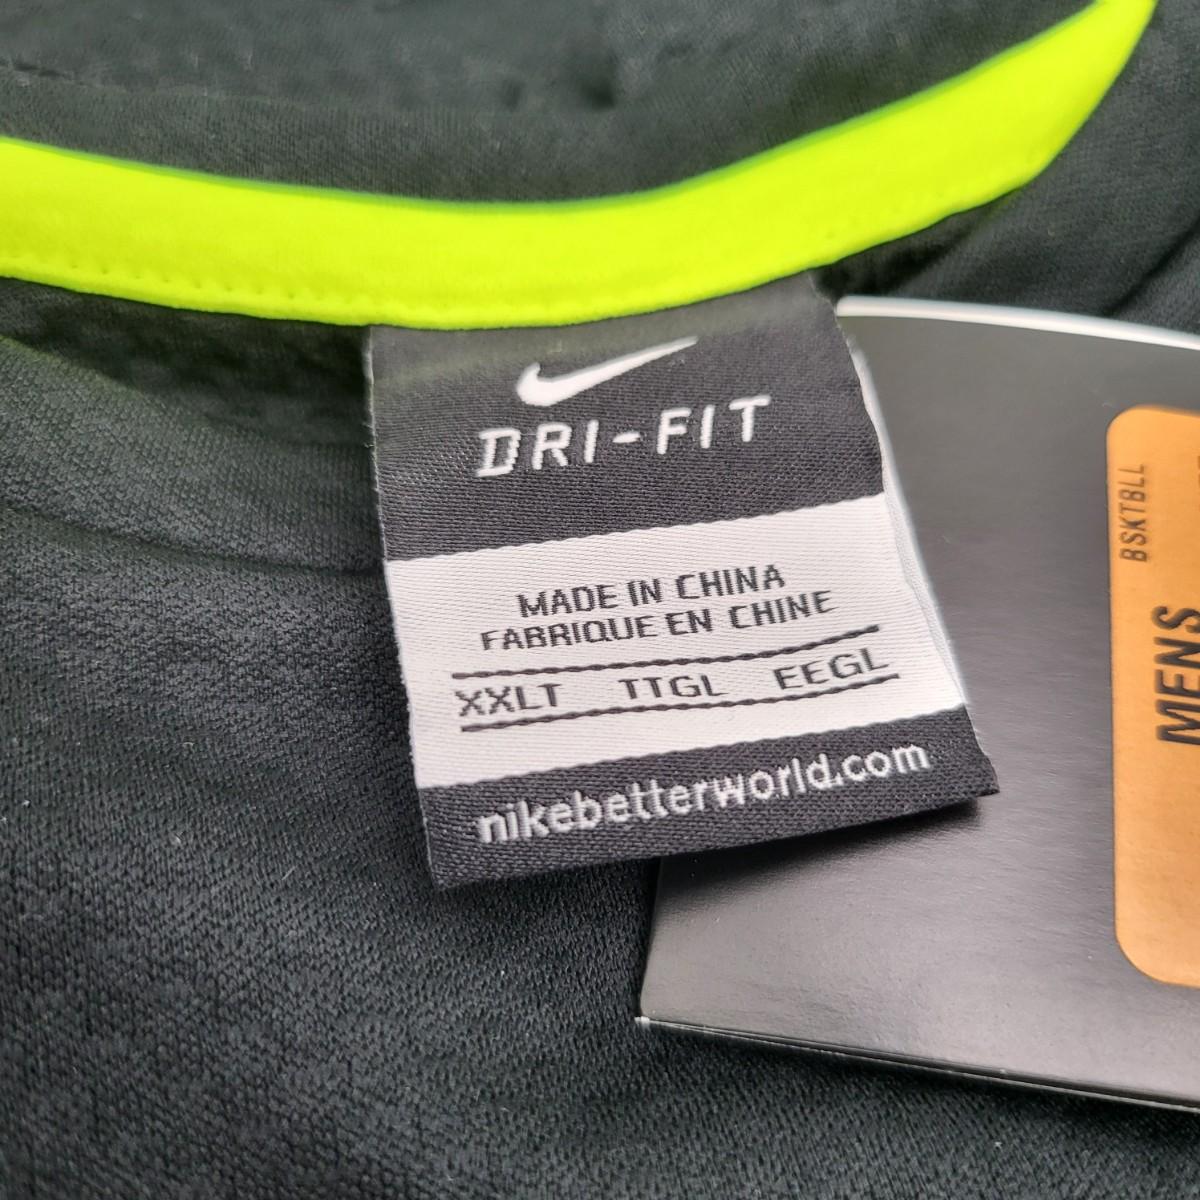 DRI-FIT
MADE IN CHINA
FABRIQUE EN CHINE
XXLT TTGL EEGL
nikebetterworld.com
BSKTBLL
MENS